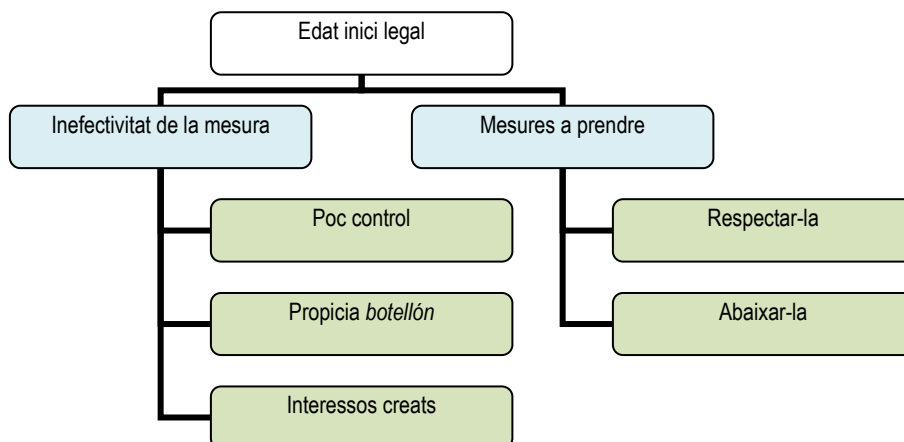 Edat inici legal
Inefectivitat de la mesura
Mesures a prendre
Poc control
Respectar-la
Propicia botellón
Abaixar-la
Interessos creats